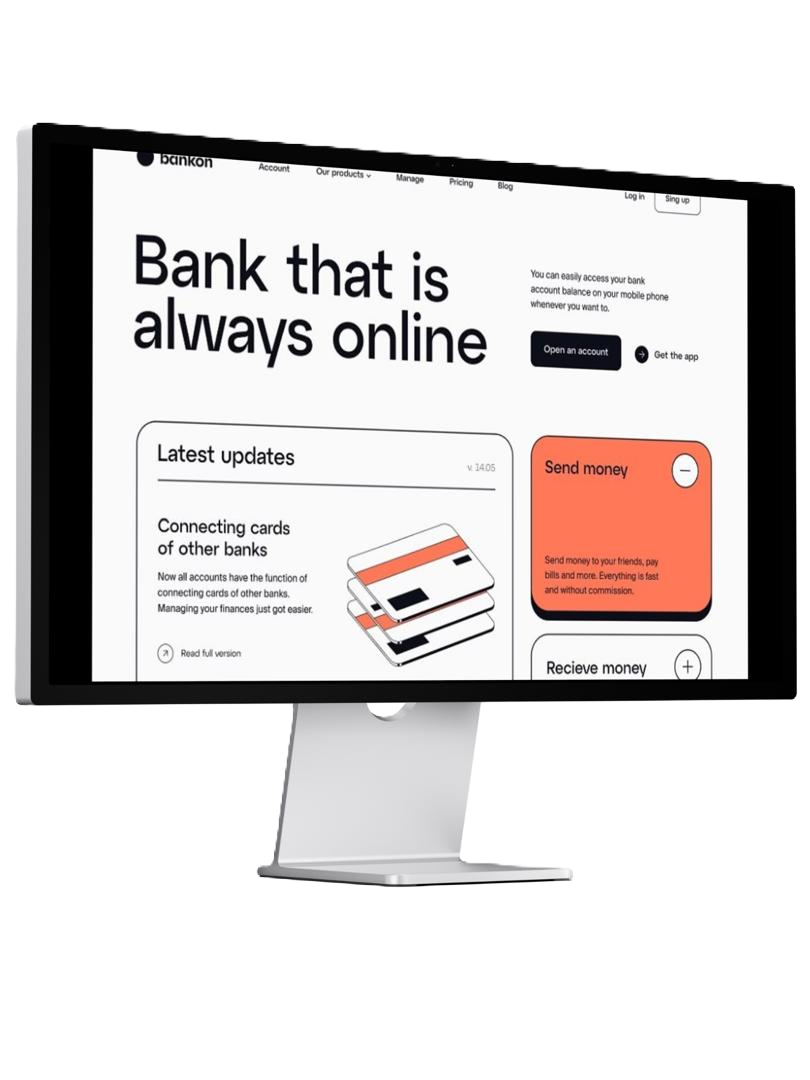 bankon
Account Our products Manage Pricing Blog
Log in Sing up
Bank that is
always online
You can easily access your bank
account balance on your mobile phone
whenever you want to.
Open an account Get the app
Latest updates
v. 14.05
Connecting cards
of other banks
Now all accounts have the function of
connecting cards of other banks.
Managing your finances just got easier.
Read full version
Send money
Send money to your friends, pay
bills and more. Everything is fast
and without commission.
Recieve money